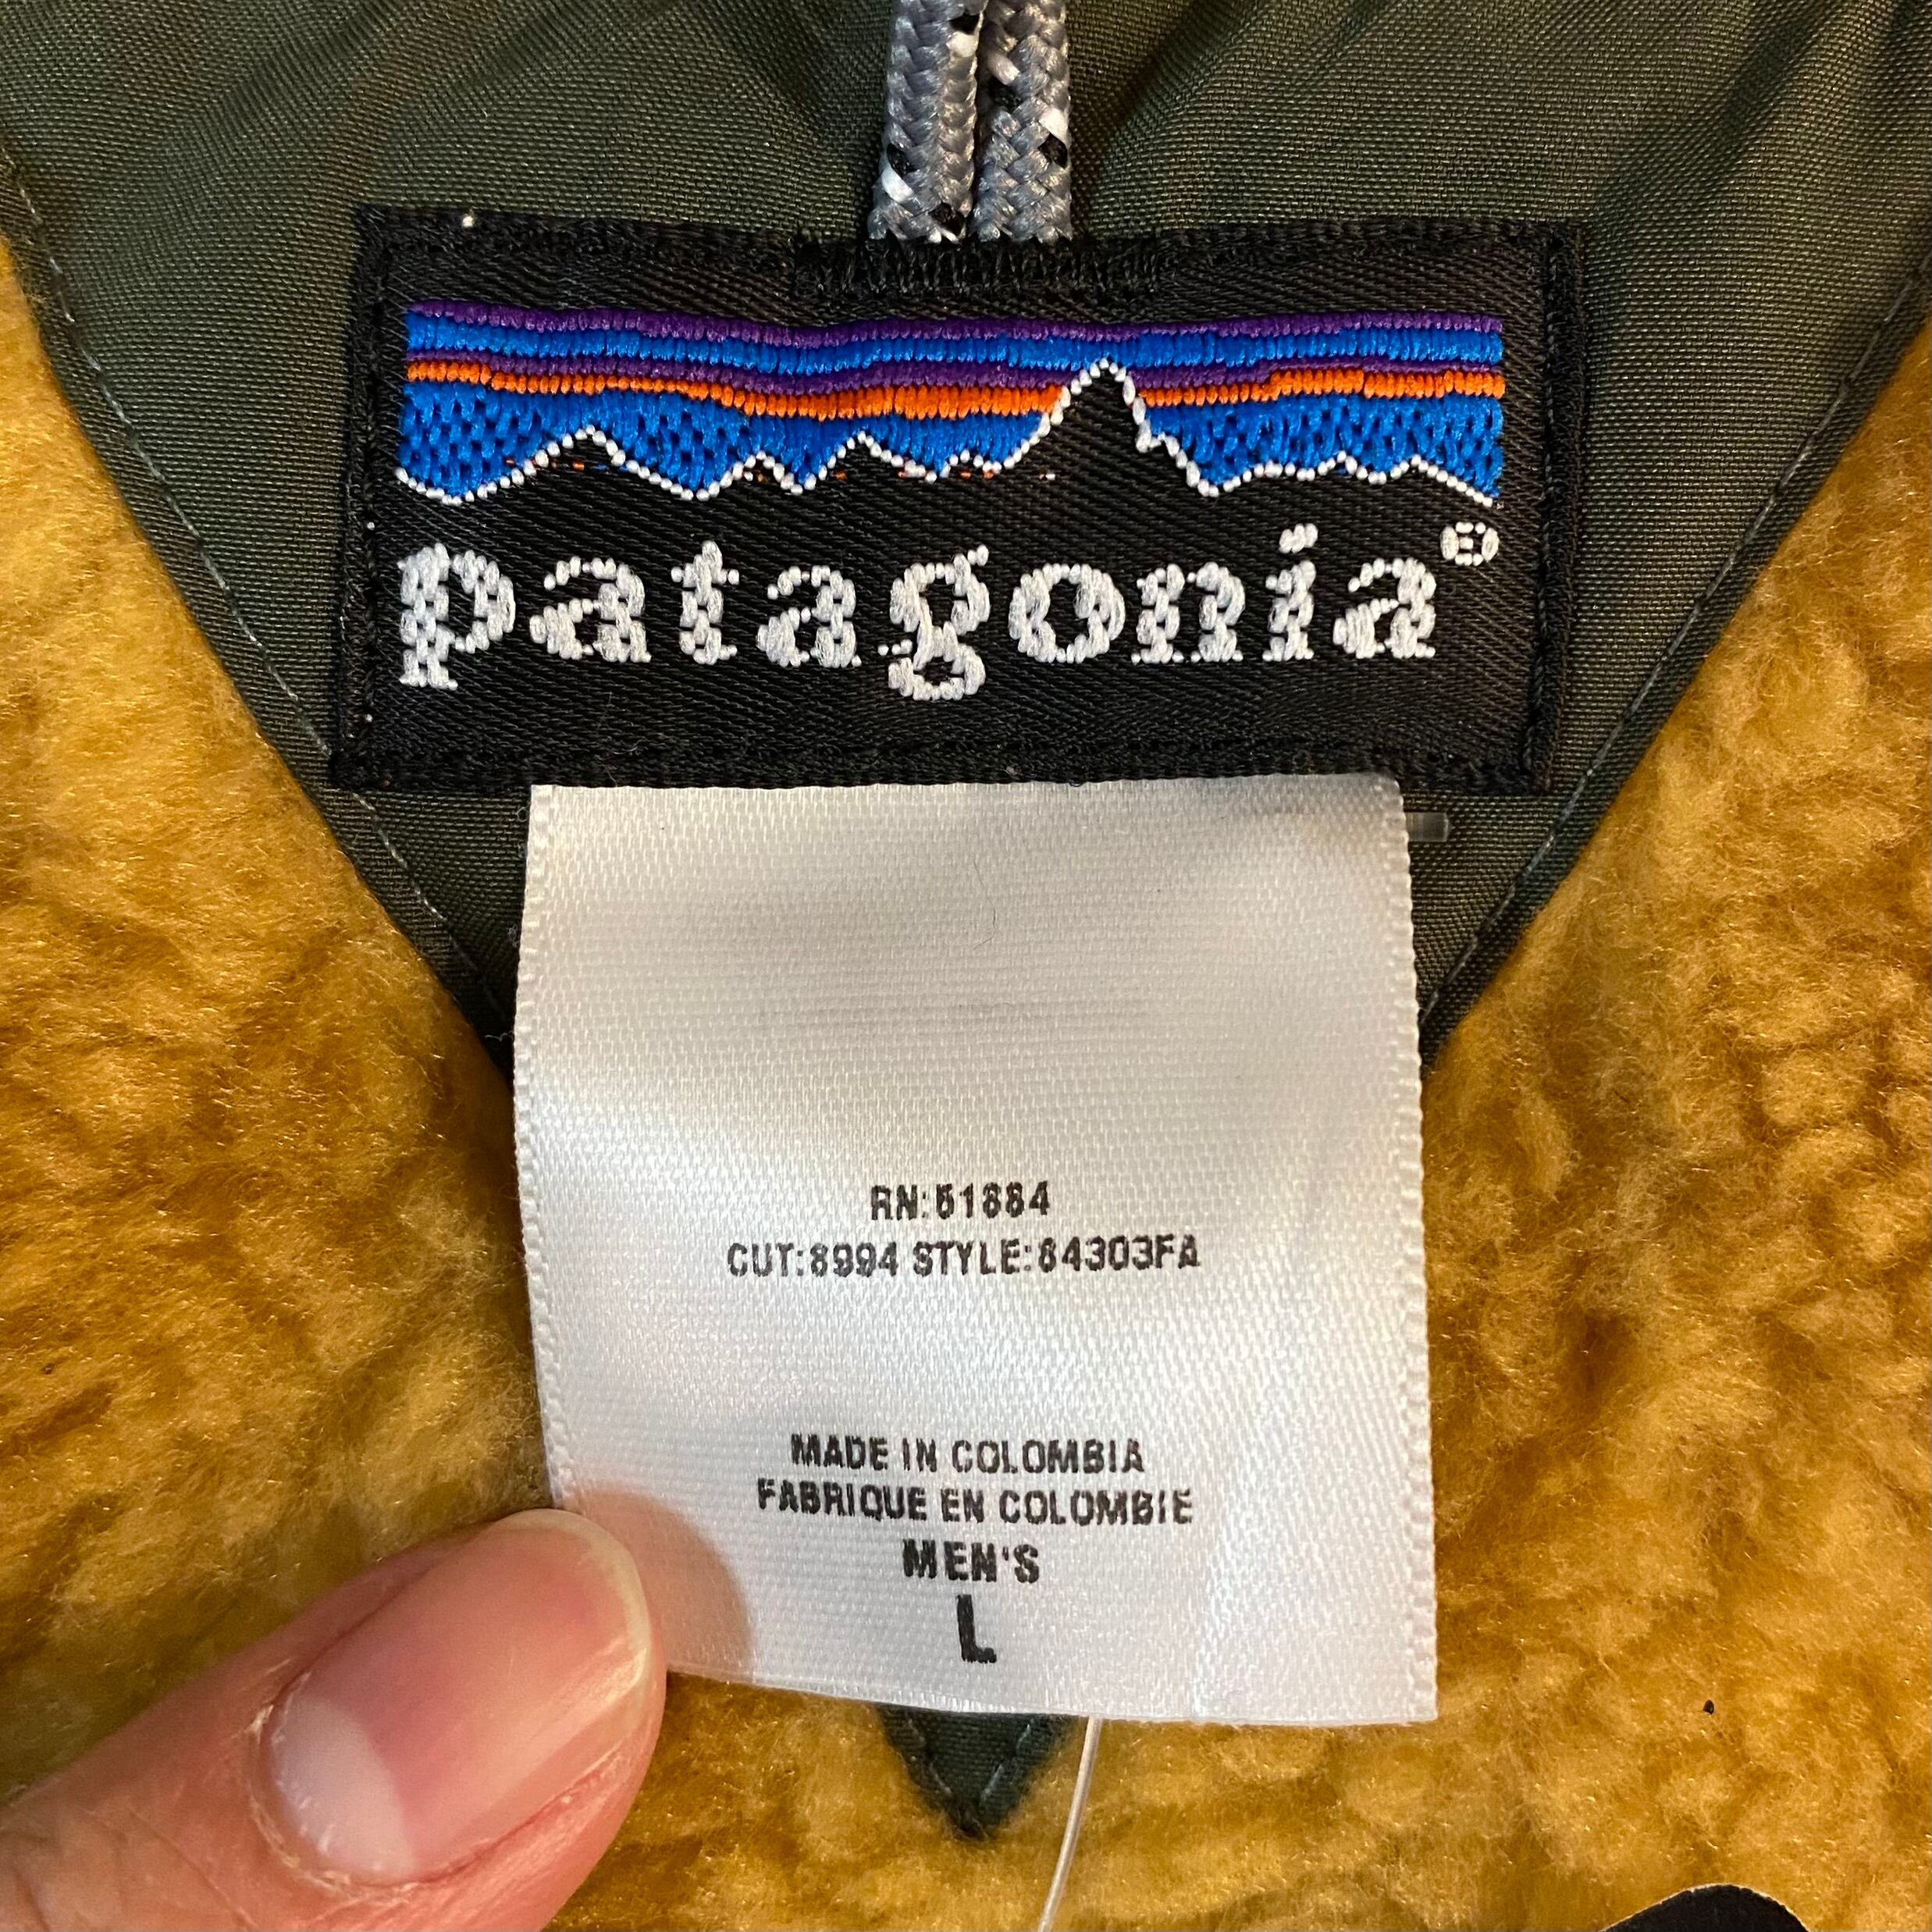 patagonia®
RN:51884
CUT:8994 STYLE:84303FA
MADE IN COLOMBIA
FABRIQUE EN COLOMBIE
MEN'S
L